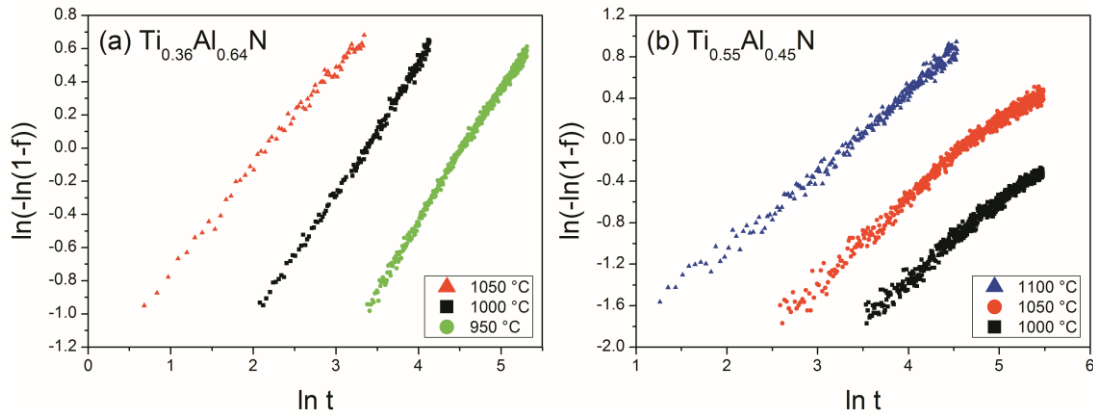 (a) Ti0.36Al0.64N
0.8
0.6
0.4
0.2
0.0
-0.2
-0.4
-0.6
-0.8
-1.0
-1.2
ln(-ln(1-f))
0 1 2 3 4 5
ln t
1050 °C
1000 °C
950 °C
(b) Ti0.55Al0.45N
1.2
0.8
0.4
0.0
-0.4
-0.8
-1.2
-1.6
-2.0
ln(-ln(1-f))
1 2 3 4 5 6
ln t
1100 °C
1050 °C
1000 °C